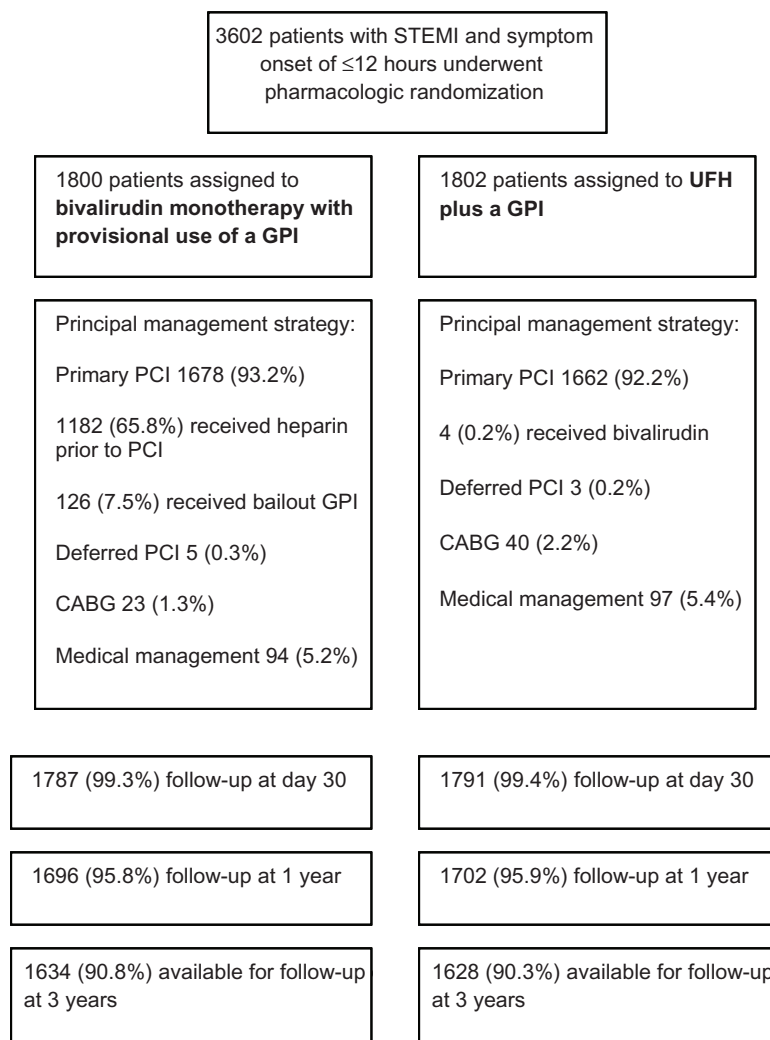 3602 patients with STEMI and symptom
onset of ≤12 hours underwent
pharmacologic randomization
1800 patients assigned to
bivalirudin monotherapy with
provisional use of a GPI
1802 patients assigned to UFH
plus a GPI
Principal management strategy:
Primary PCI 1678 (93.2%)
1182 (65.8%) received heparin
prior to PCI
126 (7.5%) received bailout GPI
Deferred PCI 5 (0.3%)
CABG 23 (1.3%)
Medical management 94 (5.2%)
Principal management strategy:
Primary PCI 1662 (92.2%)
4 (0.2%) received bivalirudin
Deferred PCI 3 (0.2%)
CABG 40 (2.2%)
Medical management 97 (5.4%)
1787 (99.3%) follow-up at day 30
1791 (99.4%) follow-up at day 30
1696 (95.8%) follow-up at 1 year
1702 (95.9%) follow-up at 1 year
1634 (90.8%) available for follow-up
at 3 years
1628 (90.3%) available for follow-up
at 3 years